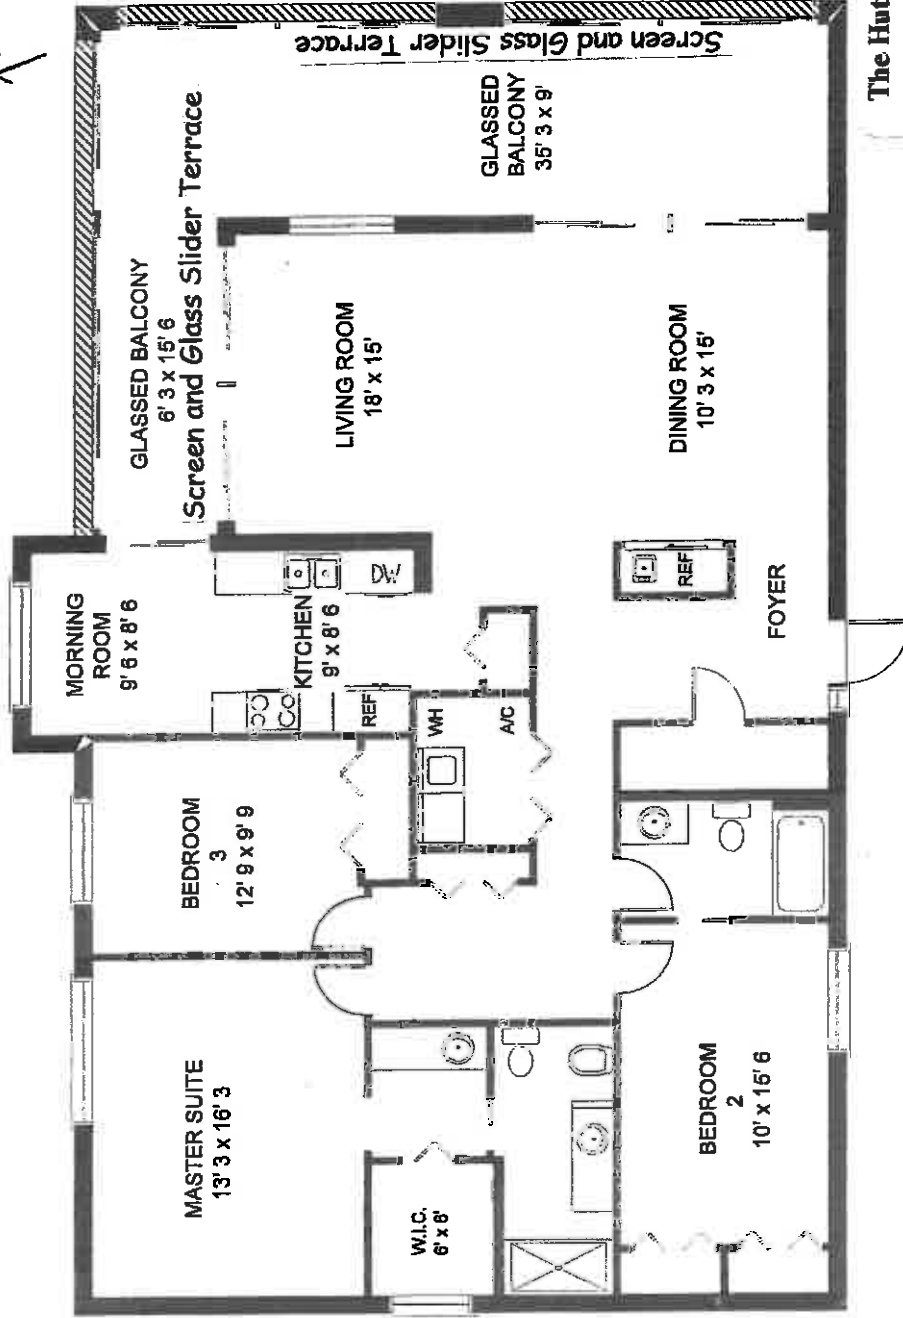 The Hut
Screen and Glass Slider Terrace
GLASSED
BALCONY
35' 3 x 9'
GLASSED BALCONY
6' 3 x 15' 6
Screen and Glass Slider Terrace
LIVING ROOM
18' x 15'
DINING ROOM
10' 3 x 15'
MORNING
ROOM
9' 6 x 8' 6
KITCHEN
9' x 8' 6
DW
REF
REF
FOYER
WH
A/C
BEDROOM
3
12' 9 x 9' 9
MASTER SUITE
13' 3 x 16' 3
W.I.C.
6' x 6'
BEDROOM
2
10' x 15' 6